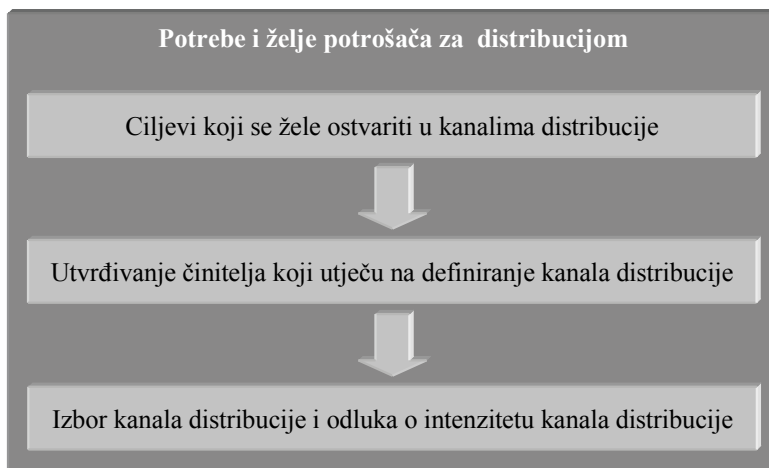 Potrebe i želje potrošača za distribucijom
Ciljevi koji se žele ostvariti u kanalima distribucije
Utvrđivanje činitelja koji utječu na definiranje kanala distribucije
Izbor kanala distribucije i odluka o intenzitetu kanala distribucije